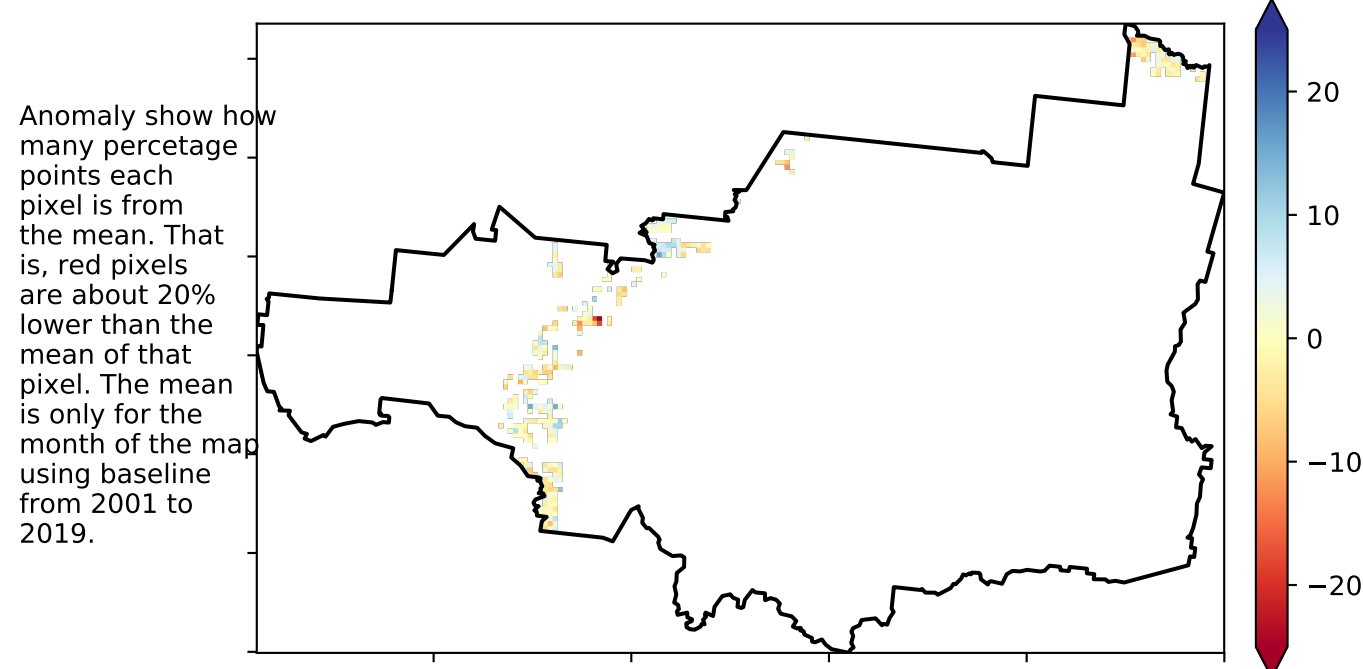 Anomaly show how
many percetage
points each
pixel is from
the mean. That
is, red pixels
are about 20%
lower than the
mean of that
pixel. The mean
is only for the
month of the map
using baseline
from 2001 to
2019.
20
10
0
−10
−20